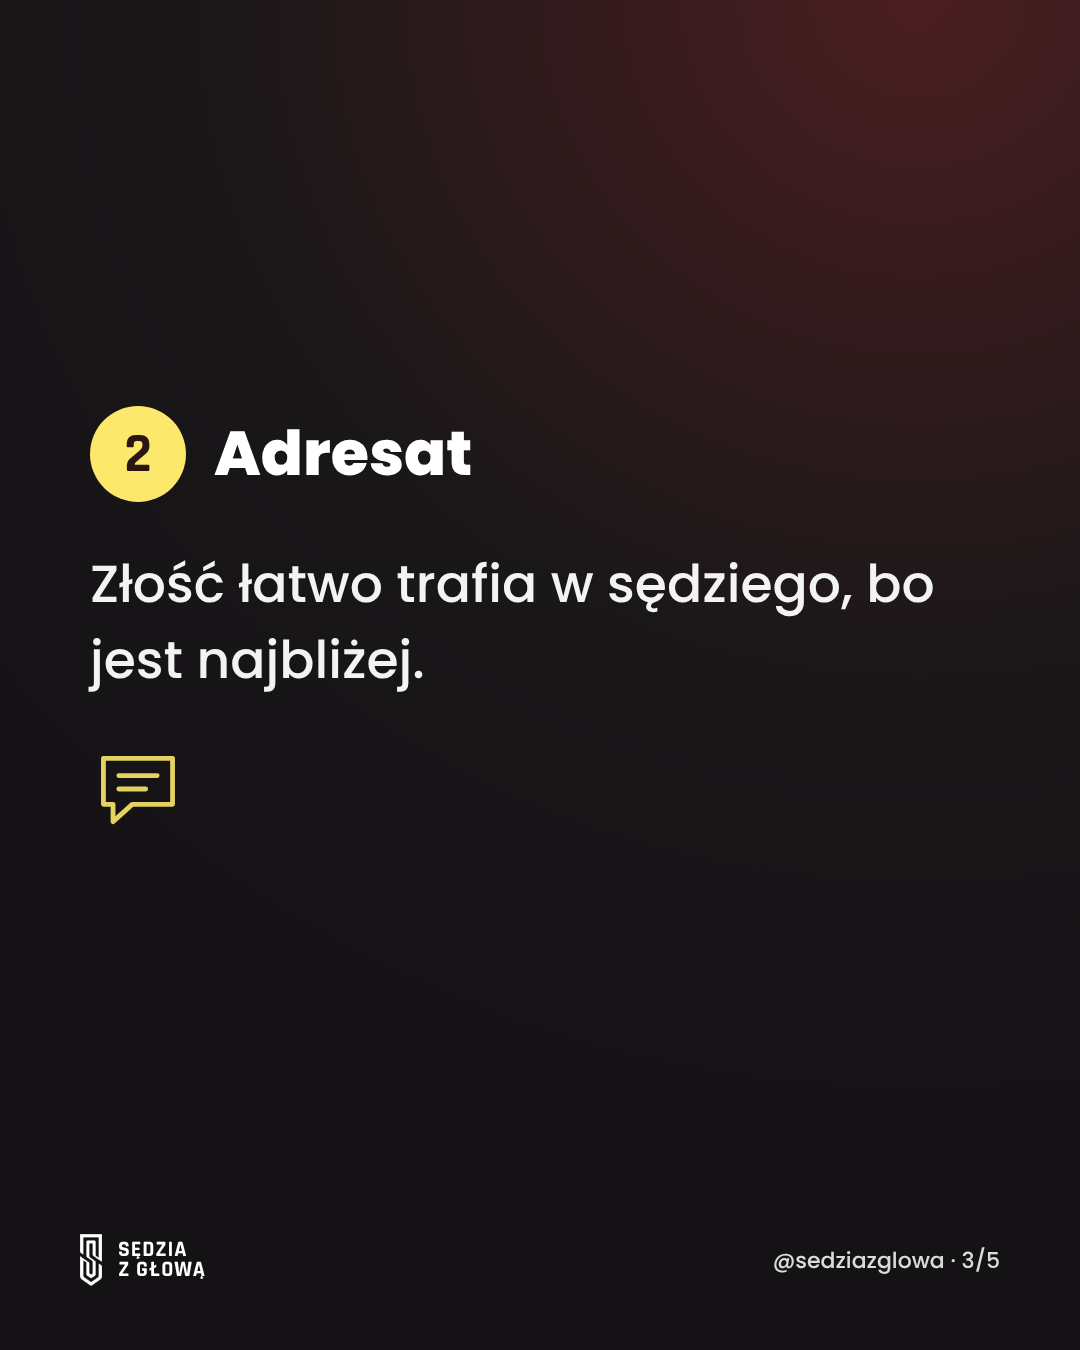 2 Adresat
Złość łatwo trafia w sędziego, bo
jest najbliżej.
SĘDZIA
Z GŁOWĄ
@sedziazglowa · 3/5